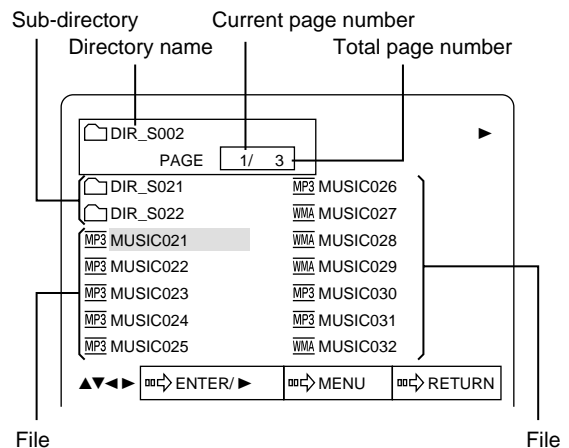 Sub-directory Current page number
Directory name Total page number
DIR_S002 ►
PAGE 1/ 3
DIR_S021 MP3 MUSIC026
DIR_S022 WMA MUSIC027
MP3 MUSIC021 WMA MUSIC028
MP3 MUSIC022 WMA MUSIC029
MP3 MUSIC023 MP3 MUSIC030
MP3 MUSIC024 MP3 MUSIC031
MP3 MUSIC025 WMA MUSIC032
▲▼◄► ENTER/ ► MENU RETURN
File File